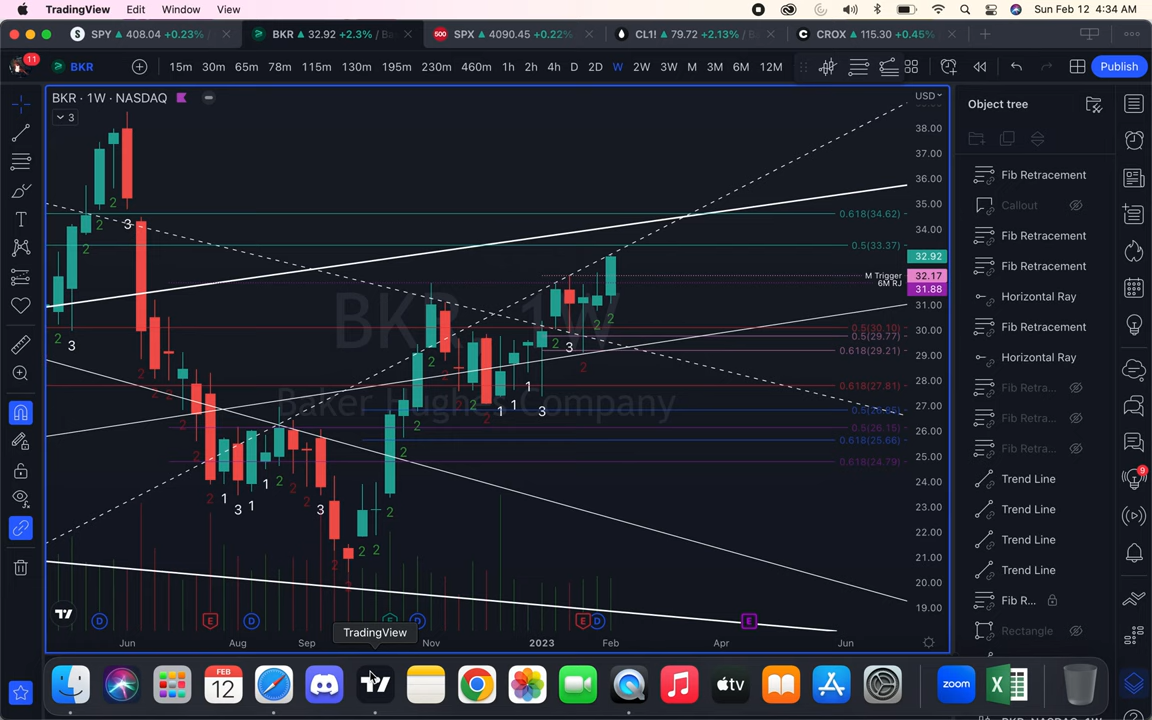 TradingView Edit Window View Sun Feb 12 4:34 AM
S SPY 408.04 +0.23% /
BKR 32.92 +2.3% / Ba
500 SPX 4090.45 +0.22%
CL1! 79.72 +2.13% / B
C CROX 115.30 +0.45%
11 BKR 15m 30m 65m 78m 115m 130m 195m 230m 460m 1h 2h 4h D 2D W 2W 3W M 3M 6M 12M Publish
BKR · 1W · NASDAQ
3
USD
38.00
37.00
36.00
35.00
34.00
32.92
32.17
31.88
31.00
30.00
29.00
28.00
27.00
26.00
25.00
24.00
23.00
22.00
21.00
20.00
19.00
0.618(34.62)
0.5(33.37)
M Trigger
6M RJ
0.5(30.10)
0.5(29.77)
0.618(29.21)
0.618(27.81)
0.5(26.16)
0.618(25.66)
0.618(24.79)
BKR 1W
Baker Hughes Company
Jun Aug Sep Nov 2023 Feb Apr Jun
D E D E D E D E
TradingView
Object tree
Fib Retracement
Callout
Fib Retracement
Fib Retracement
Horizontal Ray
Fib Retracement
Horizontal Ray
Fib Retra...
Fib Retra...
Fib Retra...
Trend Line
Trend Line
Trend Line
Trend Line
Fib R...
Rectangle
9
FEB
12
tv
zoom
X